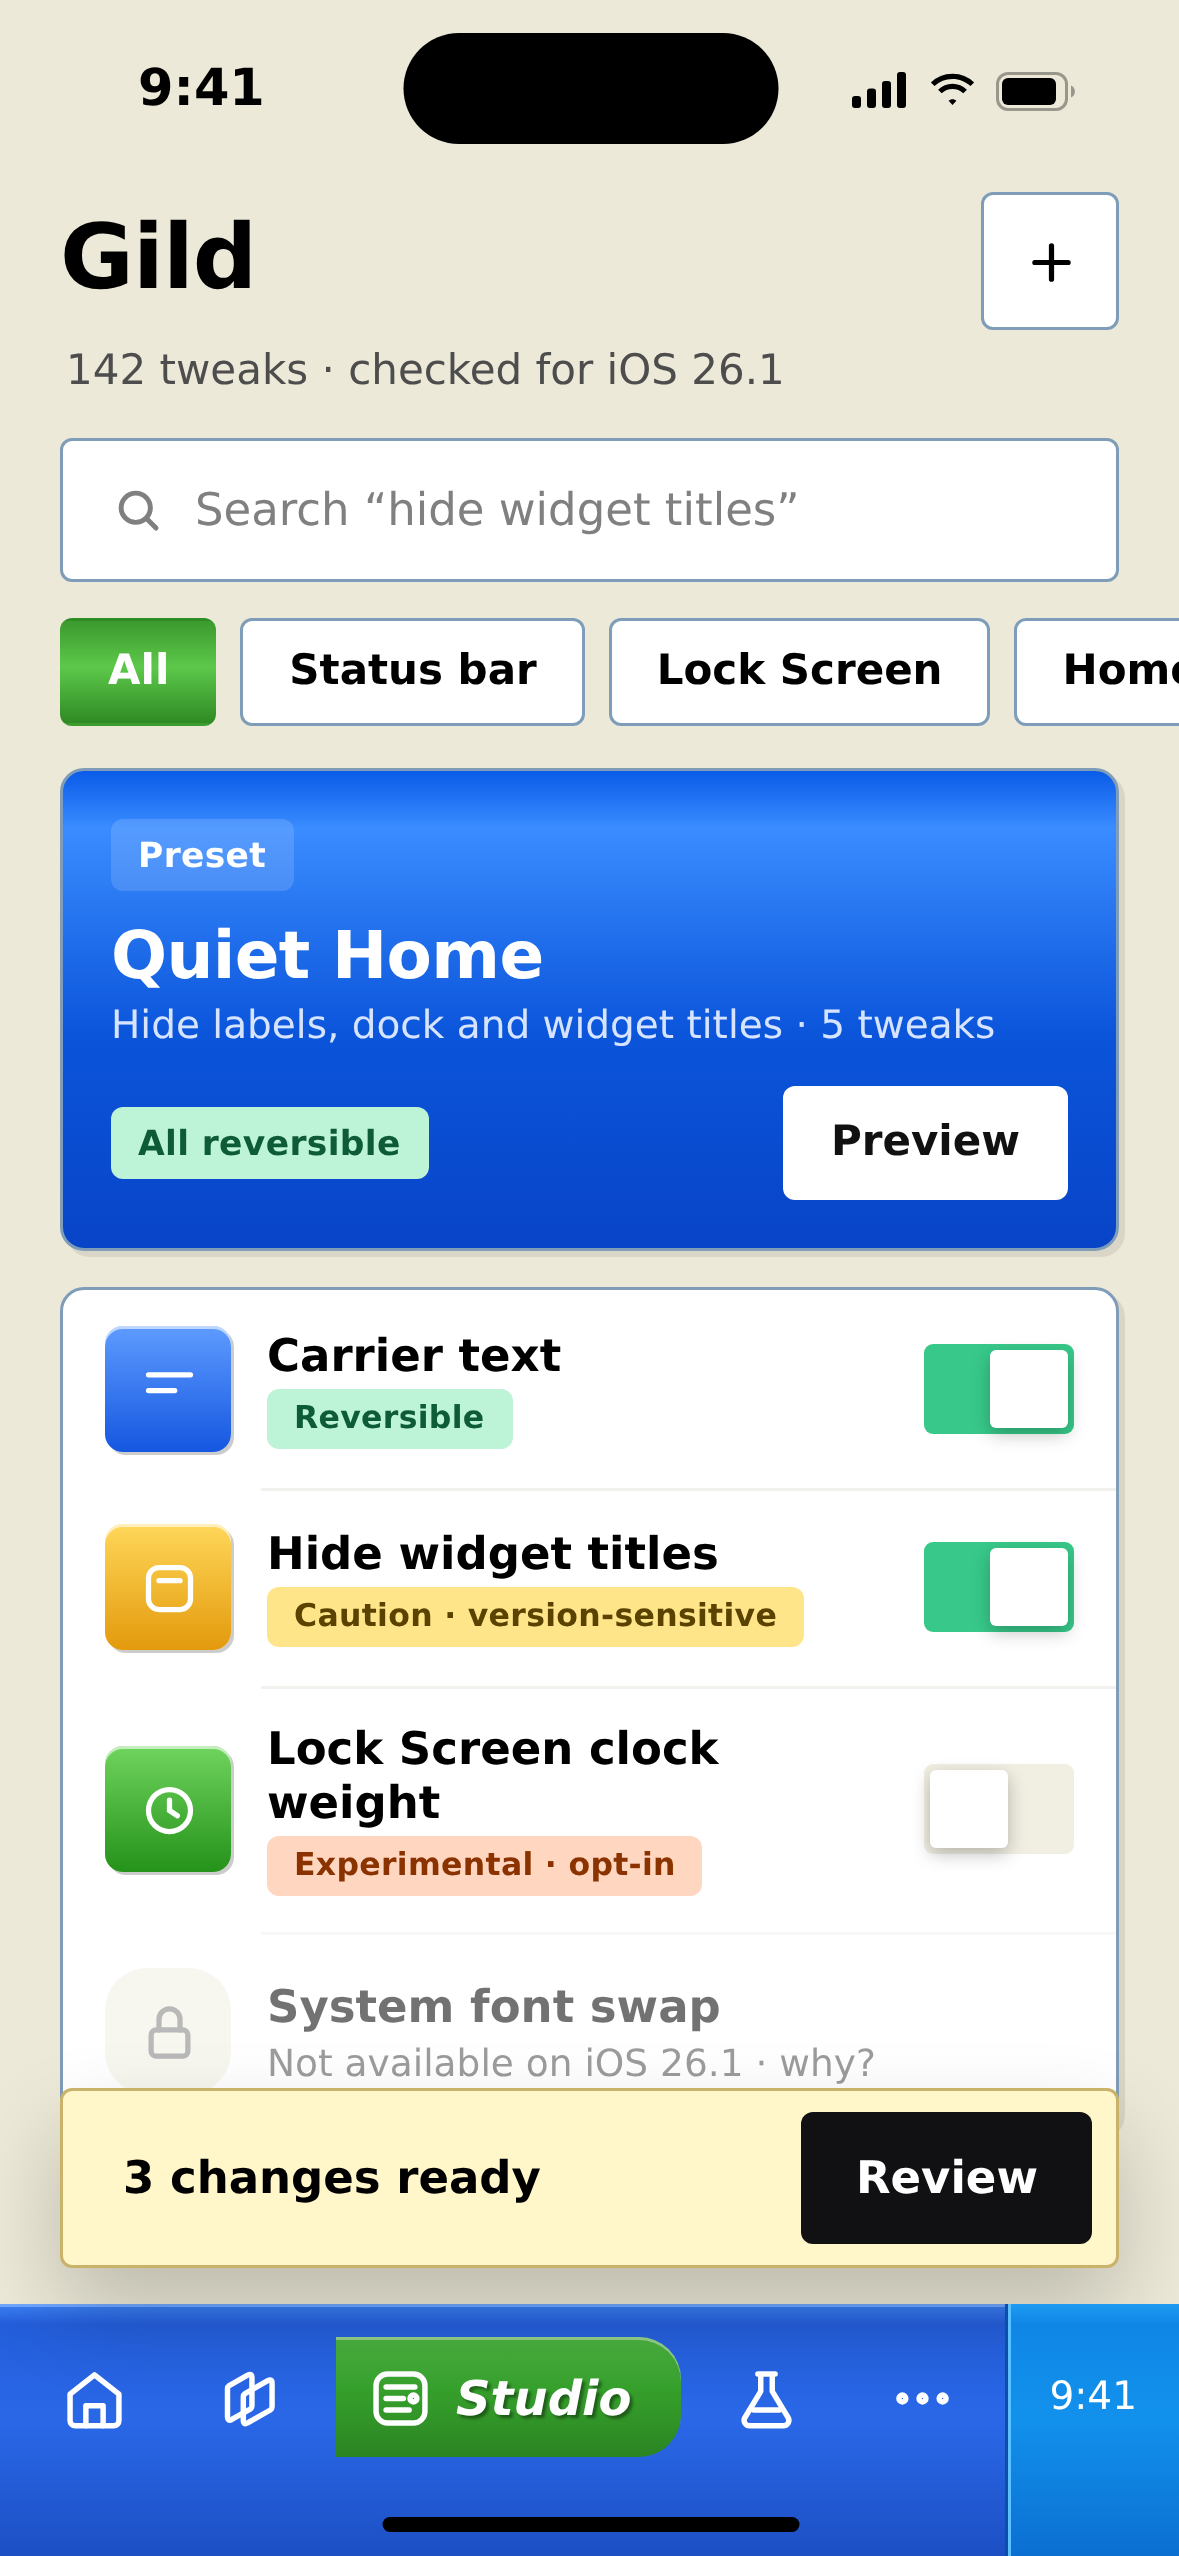 9:41
Gild
142 tweaks · checked for iOS 26.1
Search “hide widget titles”
All
Status bar
Lock Screen
Home
Preset
Quiet Home
Hide labels, dock and widget titles · 5 tweaks
All reversible
Preview
Carrier text
Reversible
Hide widget titles
Caution · version-sensitive
Lock Screen clock
weight
Experimental · opt-in
System font swap
Not available on iOS 26.1 · why?
3 changes ready
Review
Studio
9:41